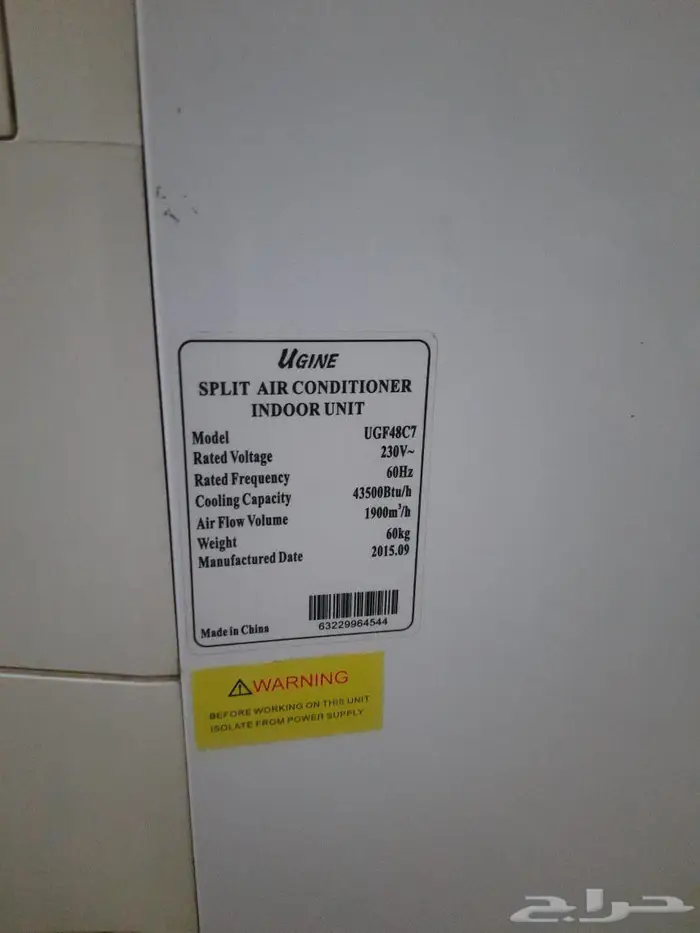 UGINE
SPLIT AIR CONDITIONER
INDOOR UNIT
Model UGF48C7
Rated Voltage 230V~
Rated Frequency 60Hz
Cooling Capacity 43500Btu/h
Air Flow Volume 1900m³/h
Weight 60kg
Manufactured Date 2015.09
Made in China 63229964544
WARNING
BEFORE WORKING ON THIS UNIT
ISOLATE FROM POWER SUPPLY
حراج